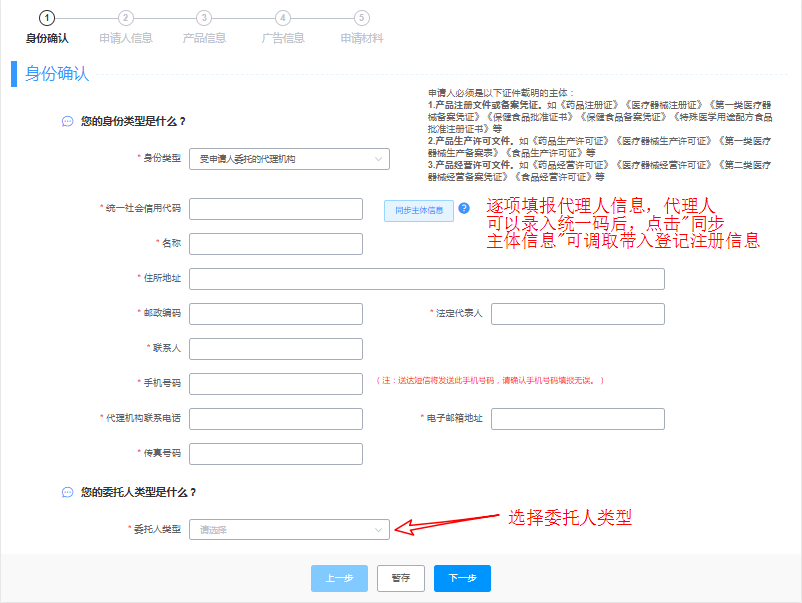 1 2 3 4 5
身份确认 申请人信息 产品信息 广告信息 申请材料
身份确认
申请人必须是以下证件载明的主体：
1.产品注册文件或备案凭证。如《药品注册证》《医疗器械注册证》《第一类医疗器
械备案凭证》《保健食品批准证书》《保健食品备案凭证》《特殊医学用途配方食品
批准注册证书》等
2.产品生产许可文件。如《药品生产许可证》《医疗器械生产许可证》《第一类医疗
器械生产备案表》《食品生产许可证》等
3.产品经营许可文件。如《药品经营许可证》《医疗器械经营许可证》《第二类医疗
器械经营备案凭证》《食品经营许可证》等
您的身份类型是什么？
* 身份类型 受申请人委托的代理机构
* 统一社会信用代码 同步主体信息 ?
逐项填报代理人信息，代理人
可以录入统一码后，点击"同步
主体信息"可调取带入登记注册信息
* 名称
* 住所地址
* 邮政编码 * 法定代表人
* 联系人
* 手机号码 （注：送达短信将发送此手机号码，请确认手机号码填报无误。）
* 代理机构联系电话 * 电子邮箱地址
* 传真号码
您的委托人类型是什么？
* 委托人类型 请选择
选择委托人类型
上一步 暂存 下一步